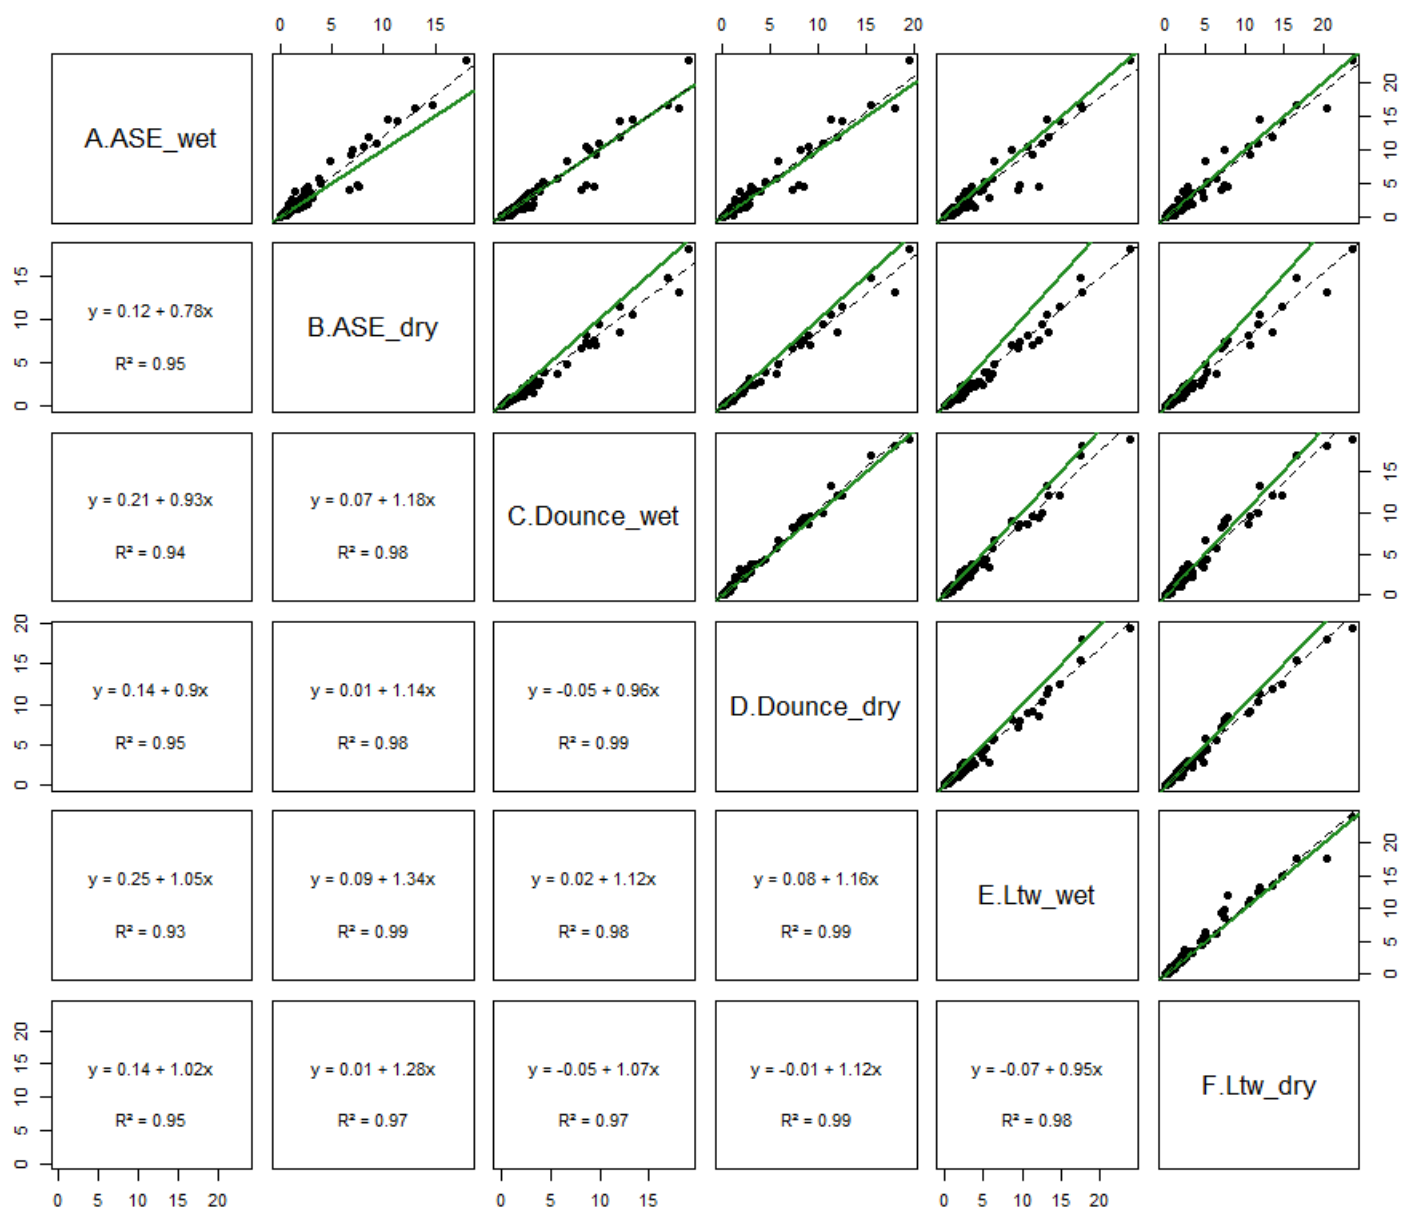 0 5 10 15 0 5 10 15 20 0 5 10 15 20
A.ASE_wet
0 5 10 15 20
0 5 10 15
y = 0.12 + 0.78x
R² = 0.95
B.ASE_dry
y = 0.21 + 0.93x
R² = 0.94
y = 0.07 + 1.18x
R² = 0.98
C.Dounce_wet
0 5 10 15
0 5 10 15 20
y = 0.14 + 0.9x
R² = 0.95
y = 0.01 + 1.14x
R² = 0.98
y = -0.05 + 0.96x
R² = 0.99
D.Dounce_dry
y = 0.25 + 1.05x
R² = 0.93
y = 0.09 + 1.34x
R² = 0.99
y = 0.02 + 1.12x
R² = 0.98
y = 0.08 + 1.16x
R² = 0.99
E.Ltw_wet
0 5 10 15 20
0 5 10 15 20
y = 0.14 + 1.02x
R² = 0.95
y = 0.01 + 1.28x
R² = 0.97
y = -0.05 + 1.07x
R² = 0.97
y = -0.01 + 1.12x
R² = 0.99
y = -0.07 + 0.95x
R² = 0.98
F.Ltw_dry
0 5 10 15 20 0 5 10 15 0 5 10 15 20